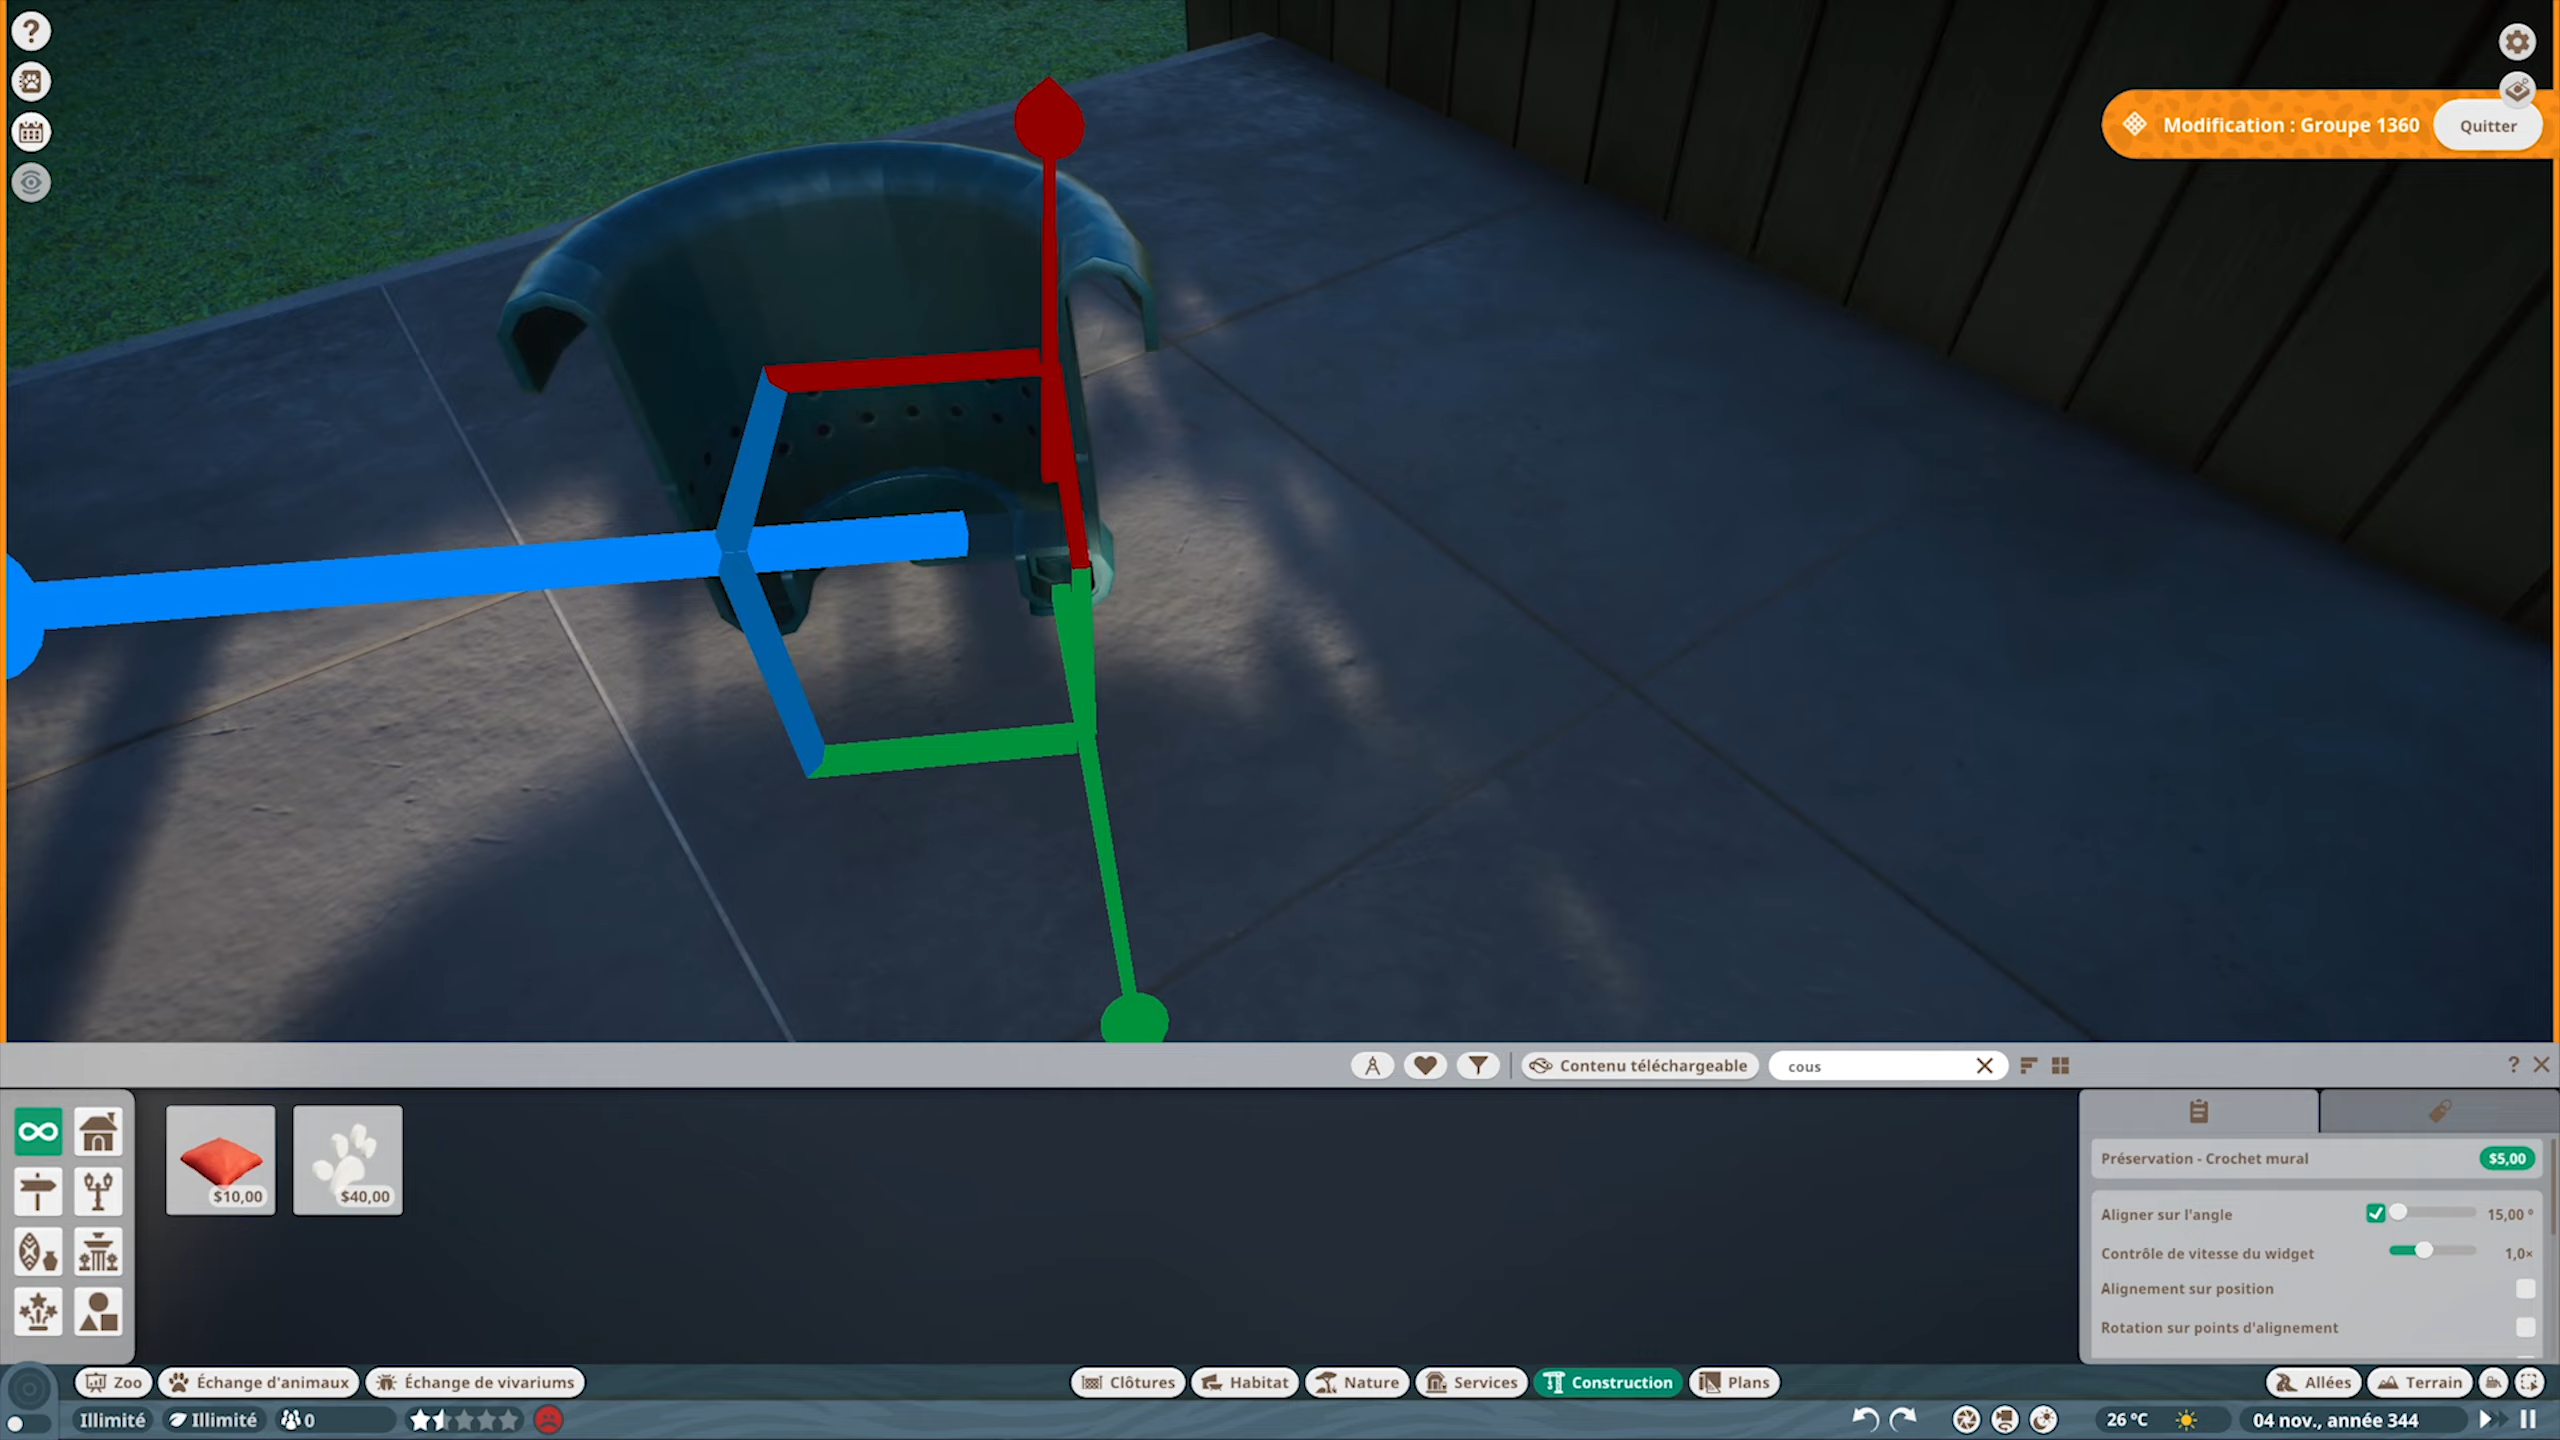 ?
Modification : Groupe 1360
Quitter
Contenu téléchargeable
cous
?
$10,00
$40,00
Préservation - Crochet mural
$5,00
Aligner sur l'angle
15,00 °
Contrôle de vitesse du widget
1,0×
Alignement sur position
Rotation sur points d'alignement
Zoo
Échange d'animaux
Échange de vivariums
Clôtures
Habitat
Nature
Services
Construction
Plans
Allées
Terrain
Illimité
Illimité
0
26 °C
04 nov., année 344